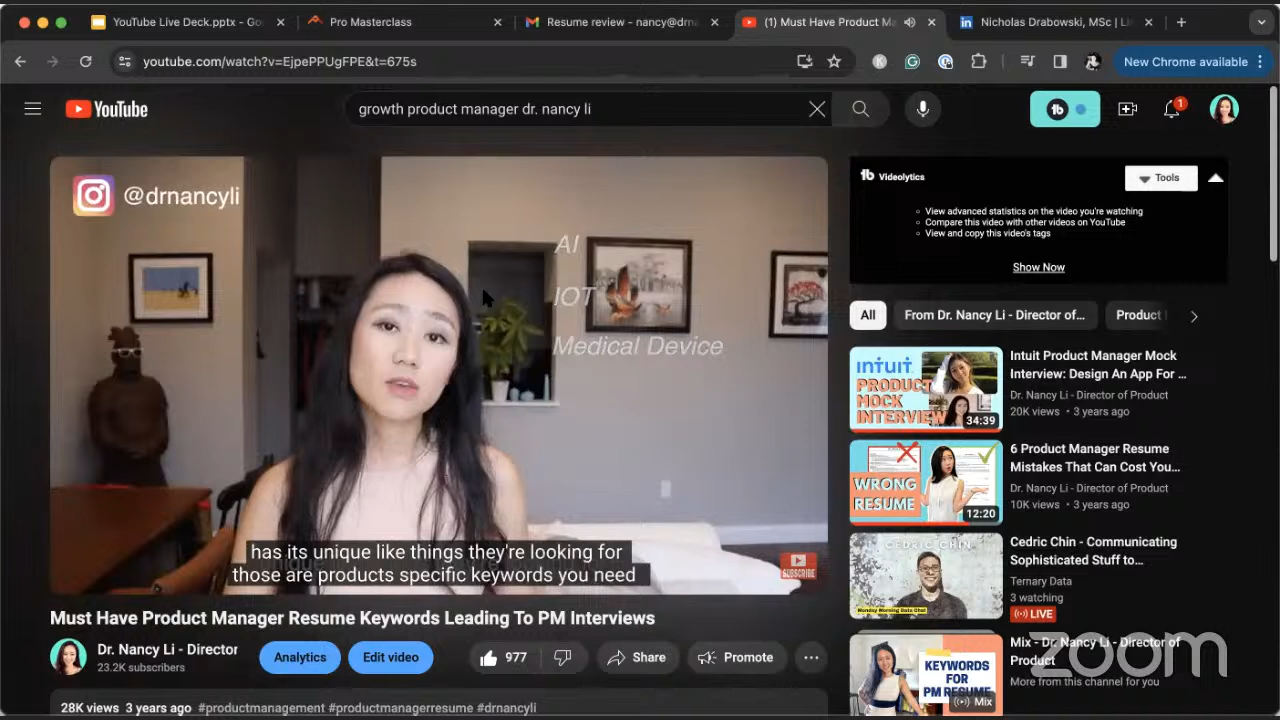 YouTube Live Deck.pptx - Go
Pro Masterclass
Resume review - nancy@drna
(1) Must Have Product Ma
Nicholas Drabowski, MSc | Li
youtube.com/watch?v=EjpePPUgFPE&t=675s
New Chrome available
YouTube
growth product manager dr. nancy li
1
@drnancyli
AI
IOT
Medical Device
has its unique like things they're looking for
those are products specific keywords you need
SUBSCRIBE
Must Have Product Manager Resume Keywords Leading To PM Interviews
Dr. Nancy Li - Director
23.2K subscribers
Analytics
Edit video
977
Share
Promote
28K views 3 years ago #productmanagement #productmanagerresume #drnancyli
Videolytics
Tools
View advanced statistics on the video you're watching
Compare this video with other videos on YouTube
View and copy this video's tags
Show Now
All
From Dr. Nancy Li - Director of...
Product
INTUIT
PRODUCT
MOCK
INTERVIEW
34:39
Intuit Product Manager Mock
Interview: Design An App For ...
Dr. Nancy Li - Director of Product
20K views • 3 years ago
WRONG
RESUME
12:20
6 Product Manager Resume
Mistakes That Can Cost You...
Dr. Nancy Li - Director of Product
10K views • 3 years ago
CEDRIC CHIN
Monday Morning Data Chat
Cedric Chin - Communicating
Sophisticated Stuff to...
Ternary Data
3 watching
LIVE
KEYWORDS
FOR
PM RESUME
Mix
Mix - Dr. Nancy Li - Director of
Product
More from this channel for you
zoom